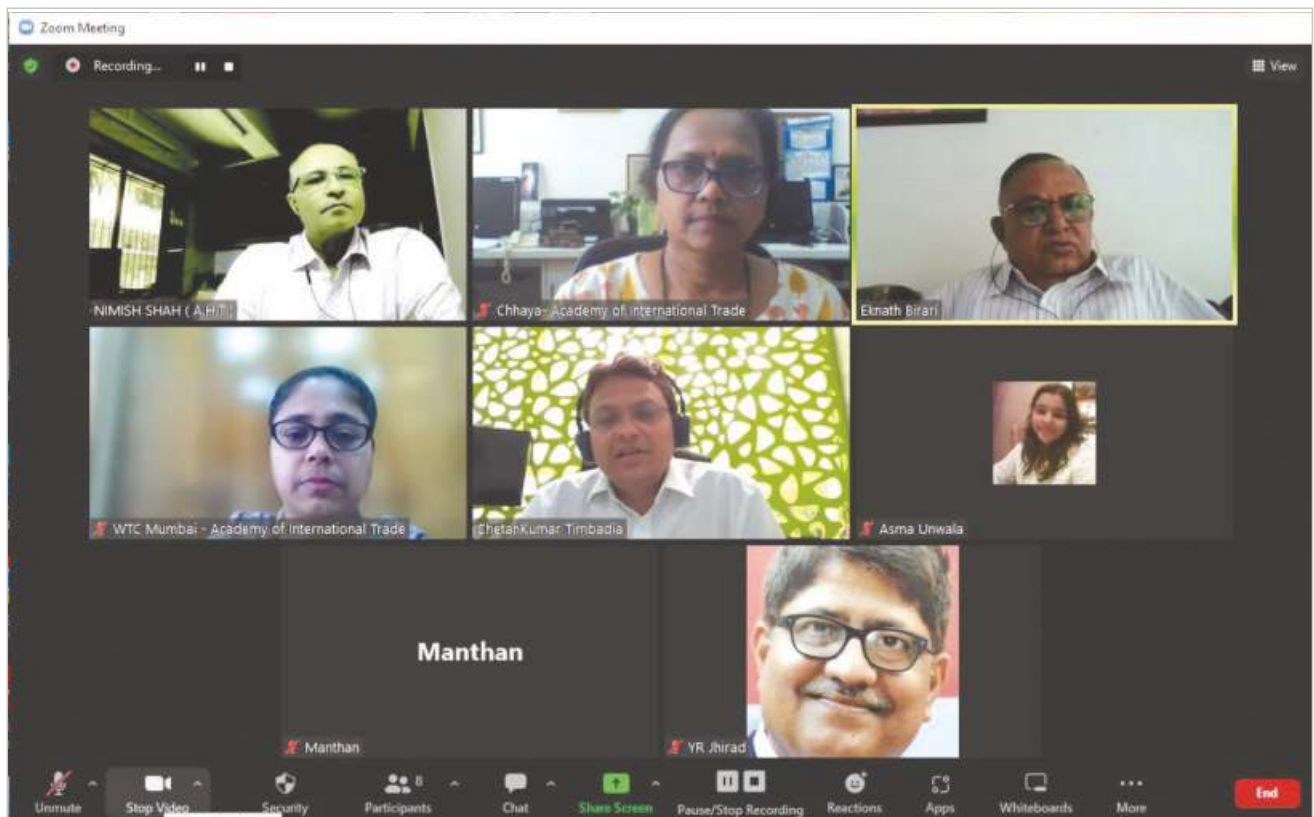 Zoom Meeting
Recording...
View
NIMISH SHAH ( A.H.T )
Chhaya- Academy of International Trade
Eknath Birari
WTC Mumbai - Academy of International Trade
ChetanKumar Timbadia
Asma Unwala
Manthan
Manthan
YR Jhirad
8
Unmute Stop Video Security Participants Chat Share Screen Pause/Stop Recording Reactions Apps Whiteboards More End